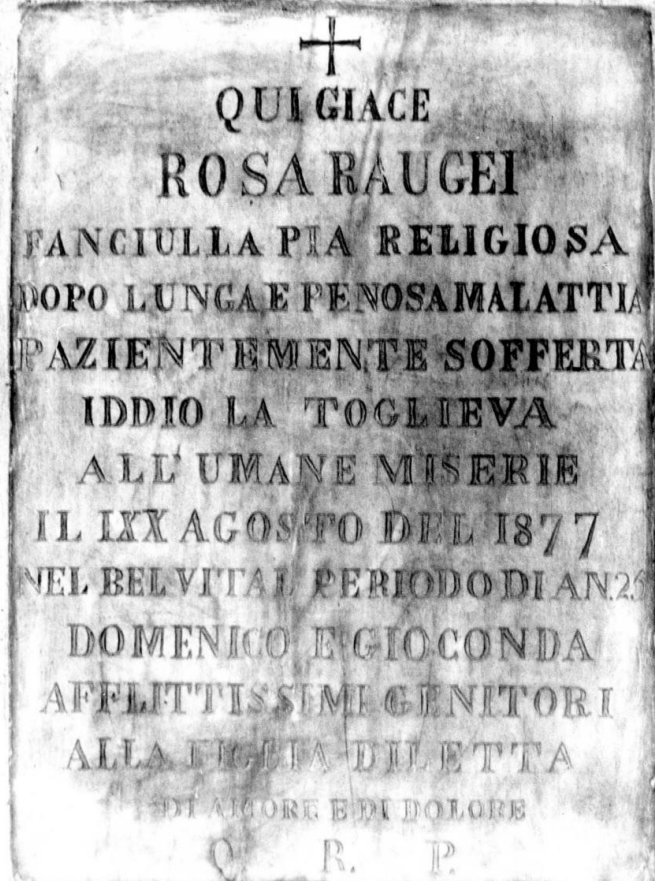 QUI GIACE
ROSA RAUGEI
FANCIULLA PIA RELIGIOSA
DOPO LUNGA E PENOSA MALATTIA
PAZIENTEMENTE SOFFERTA
IDDIO LA TOGLIEVA
ALL' UMANE MISERIE
IL IXX AGOSTO DEL 1877
NEL BEL VITAL PERIODO DI AN.
DOMENICO E GIOCONDA
AFFLITTISSIMI GENITORI
ALLA FIGLIA DILETTA
DI AMORE E DI DOLORE
Q. R. P.